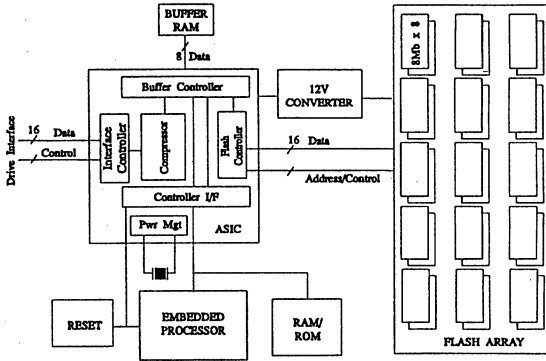 BUFFER
RAM
8 Data
8Mb x 8
Buffer Controller
12V
CONVERTER
Drive Interface
16 Data
Control
Interface
Controller
Compressor
Flash
Controller
16 Data
Address/Control
Controller I/F
Pwr Mgt
ASIC
RESET
EMBEDDED
PROCESSOR
RAM/
ROM
FLASH ARRAY